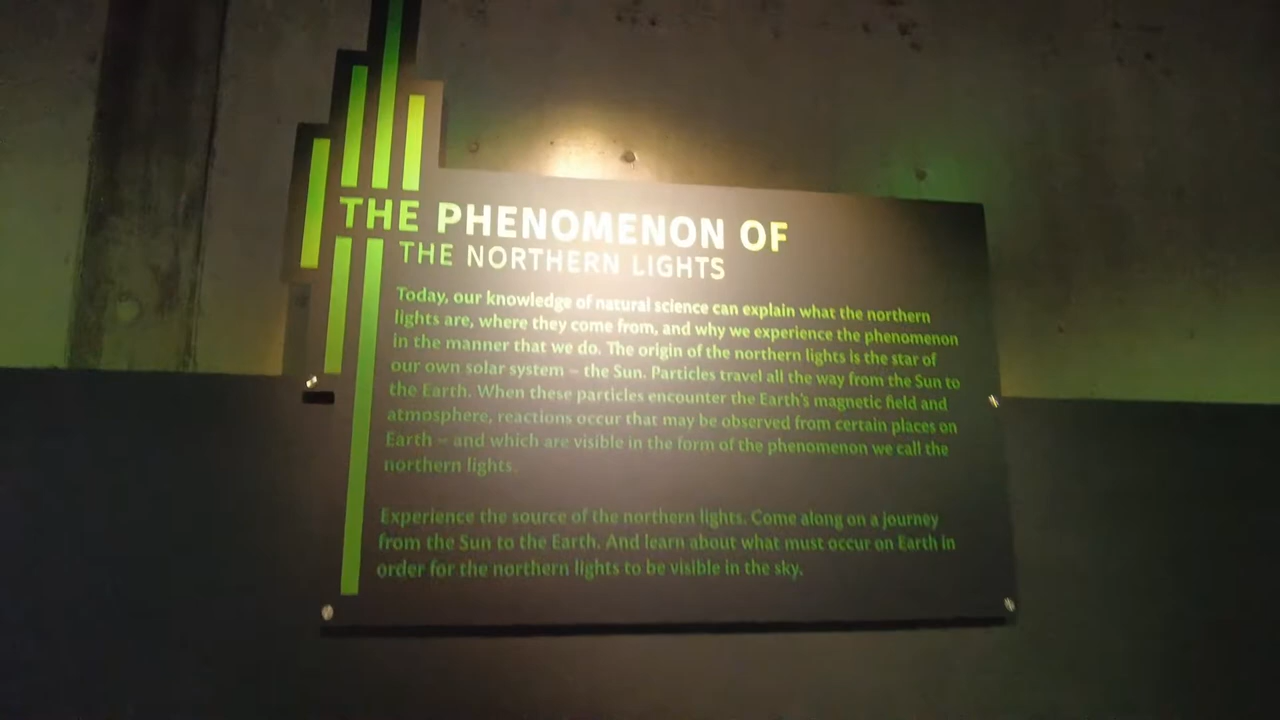 THE PHENOMENON OF
THE NORTHERN LIGHTS
Today, our knowledge of natural science can explain what the northern
lights are, where they come from, and why we experience the phenomenon
in the manner that we do. The origin of the northern lights is the star of
our own solar system – the Sun. Particles travel all the way from the Sun to
the Earth. When these particles encounter the Earth's magnetic field and
atmosphere, reactions occur that may be observed from certain places on
Earth – and which are visible in the form of the phenomenon we call the
northern lights.
Experience the source of the northern lights. Come along on a journey
from the Sun to the Earth. And learn about what must occur on Earth in
order for the northern lights to be visible in the sky.